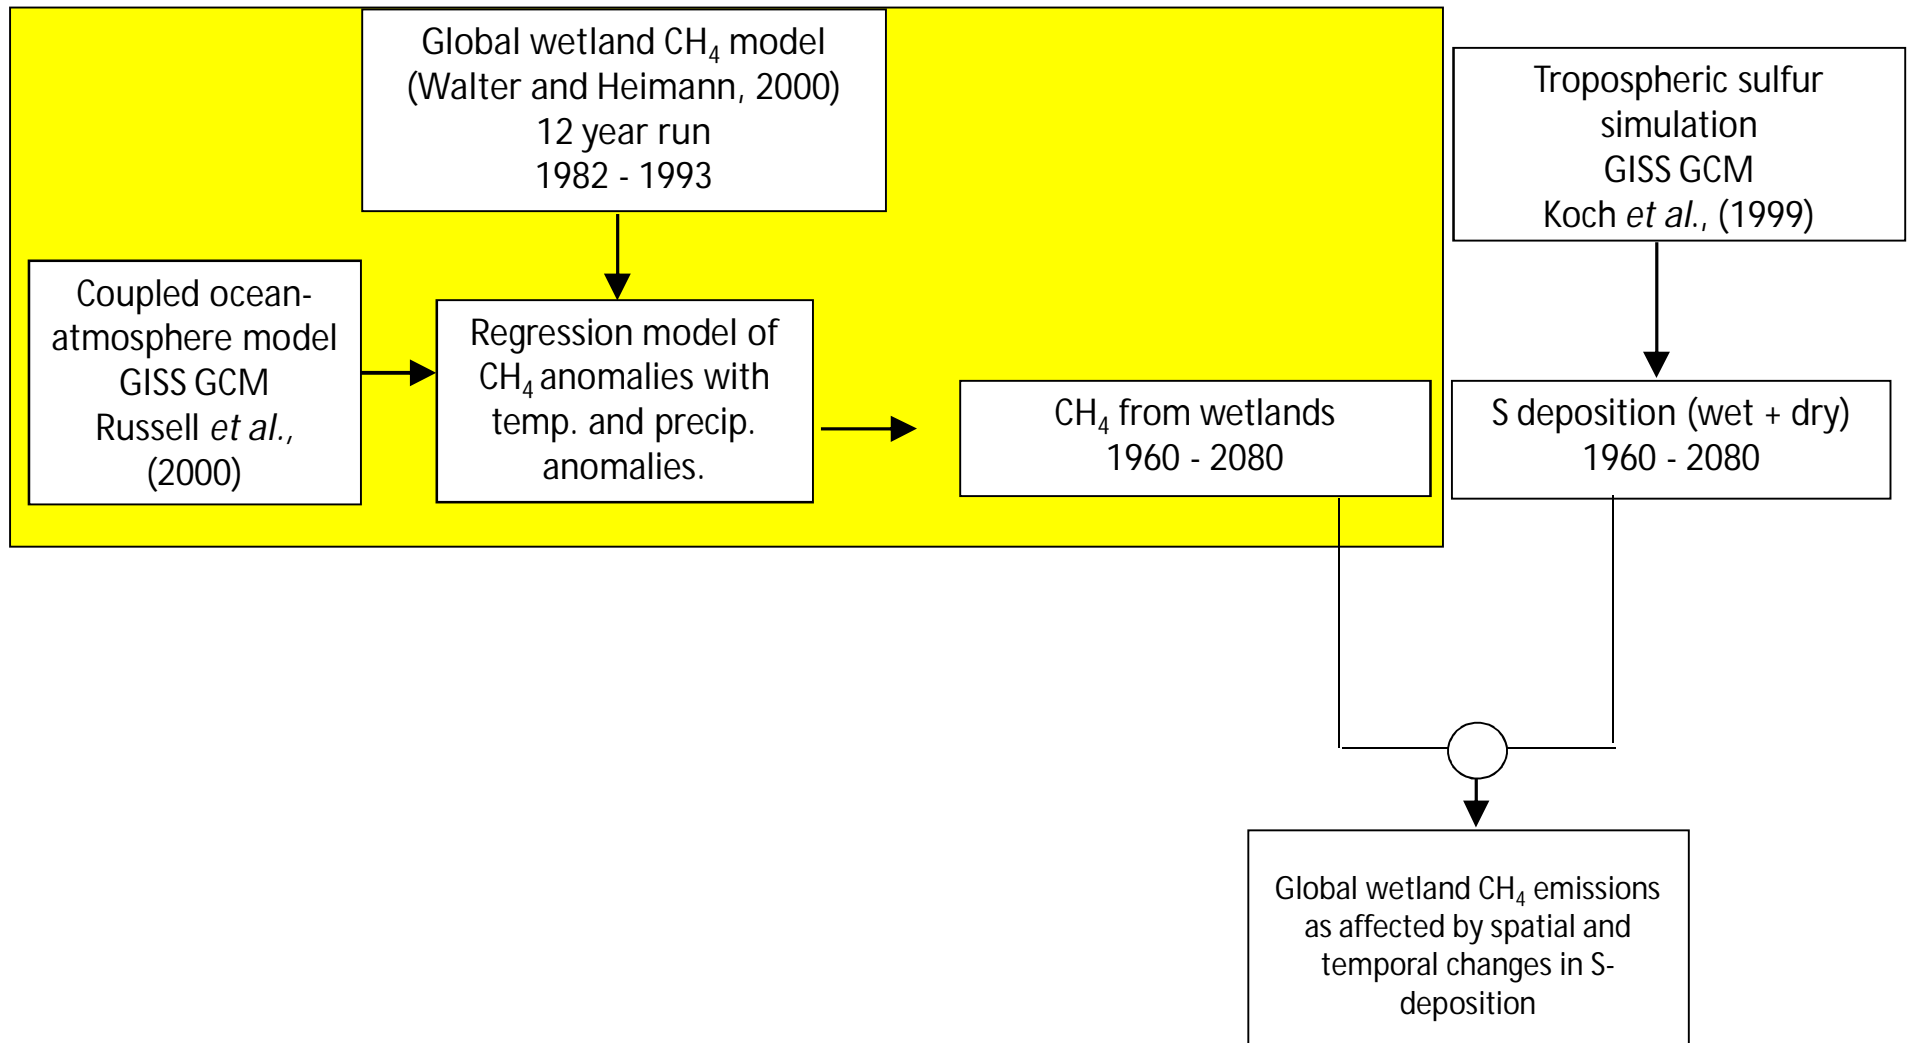 Global wetland CH₄ model
(Walter and Heimann, 2000)
12 year run
1982 - 1993
Tropospheric sulfur
simulation
GISS GCM
Koch et al., (1999)
Coupled ocean-
atmosphere model
GISS GCM
Russell et al.,
(2000)
Regression model of
CH₄ anomalies with
temp. and precip.
anomalies.
CH₄ from wetlands
1960 - 2080
S deposition (wet + dry)
1960 - 2080
Global wetland CH₄ emissions
as affected by spatial and
temporal changes in S-
deposition